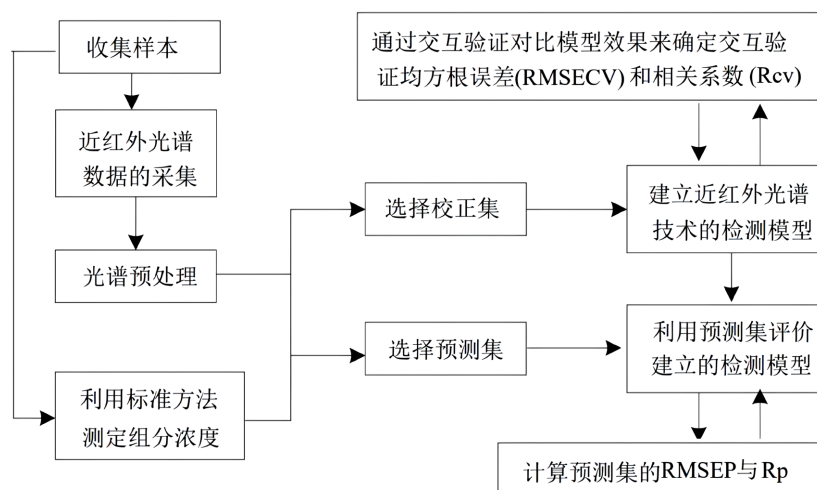 收集样本
通过交互验证对比模型效果来确定交互验
证均方根误差(RMSECV)和相关系数(Rcv)
近红外光谱
数据的采集
选择校正集
建立近红外光谱
技术的检测模型
光谱预处理
选择预测集
利用预测集评价
建立的检测模型
利用标准方法
测定组分浓度
计算预测集的RMSEP与Rp